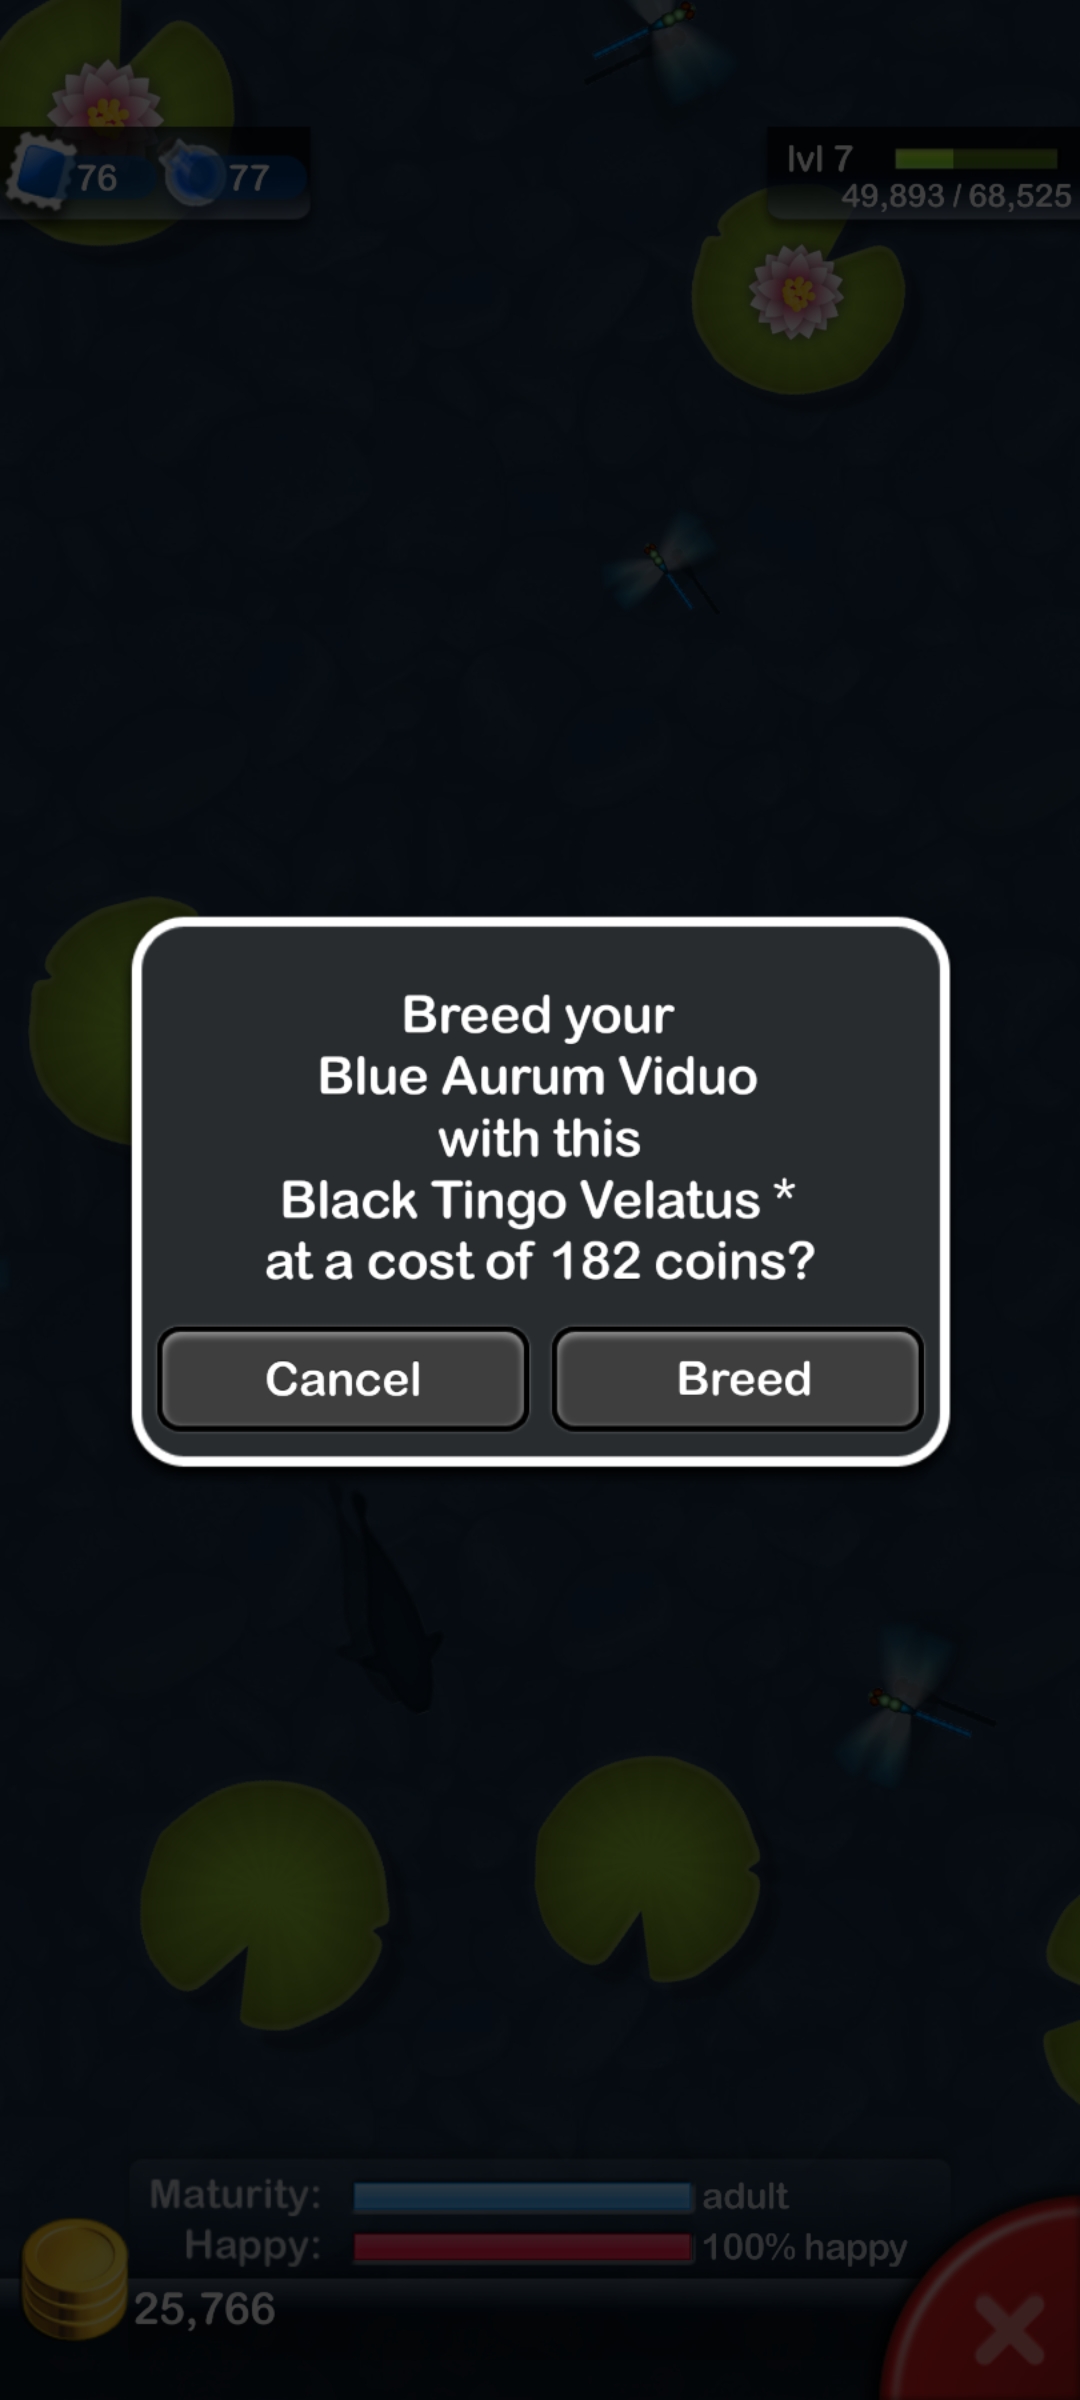 76 77
lvl 7
49,893 / 68,525
Breed your
Blue Aurum Viduo
with this
Black Tingo Velatus *
at a cost of 182 coins?
Cancel Breed
Maturity: adult
Happy: 100% happy
25,766